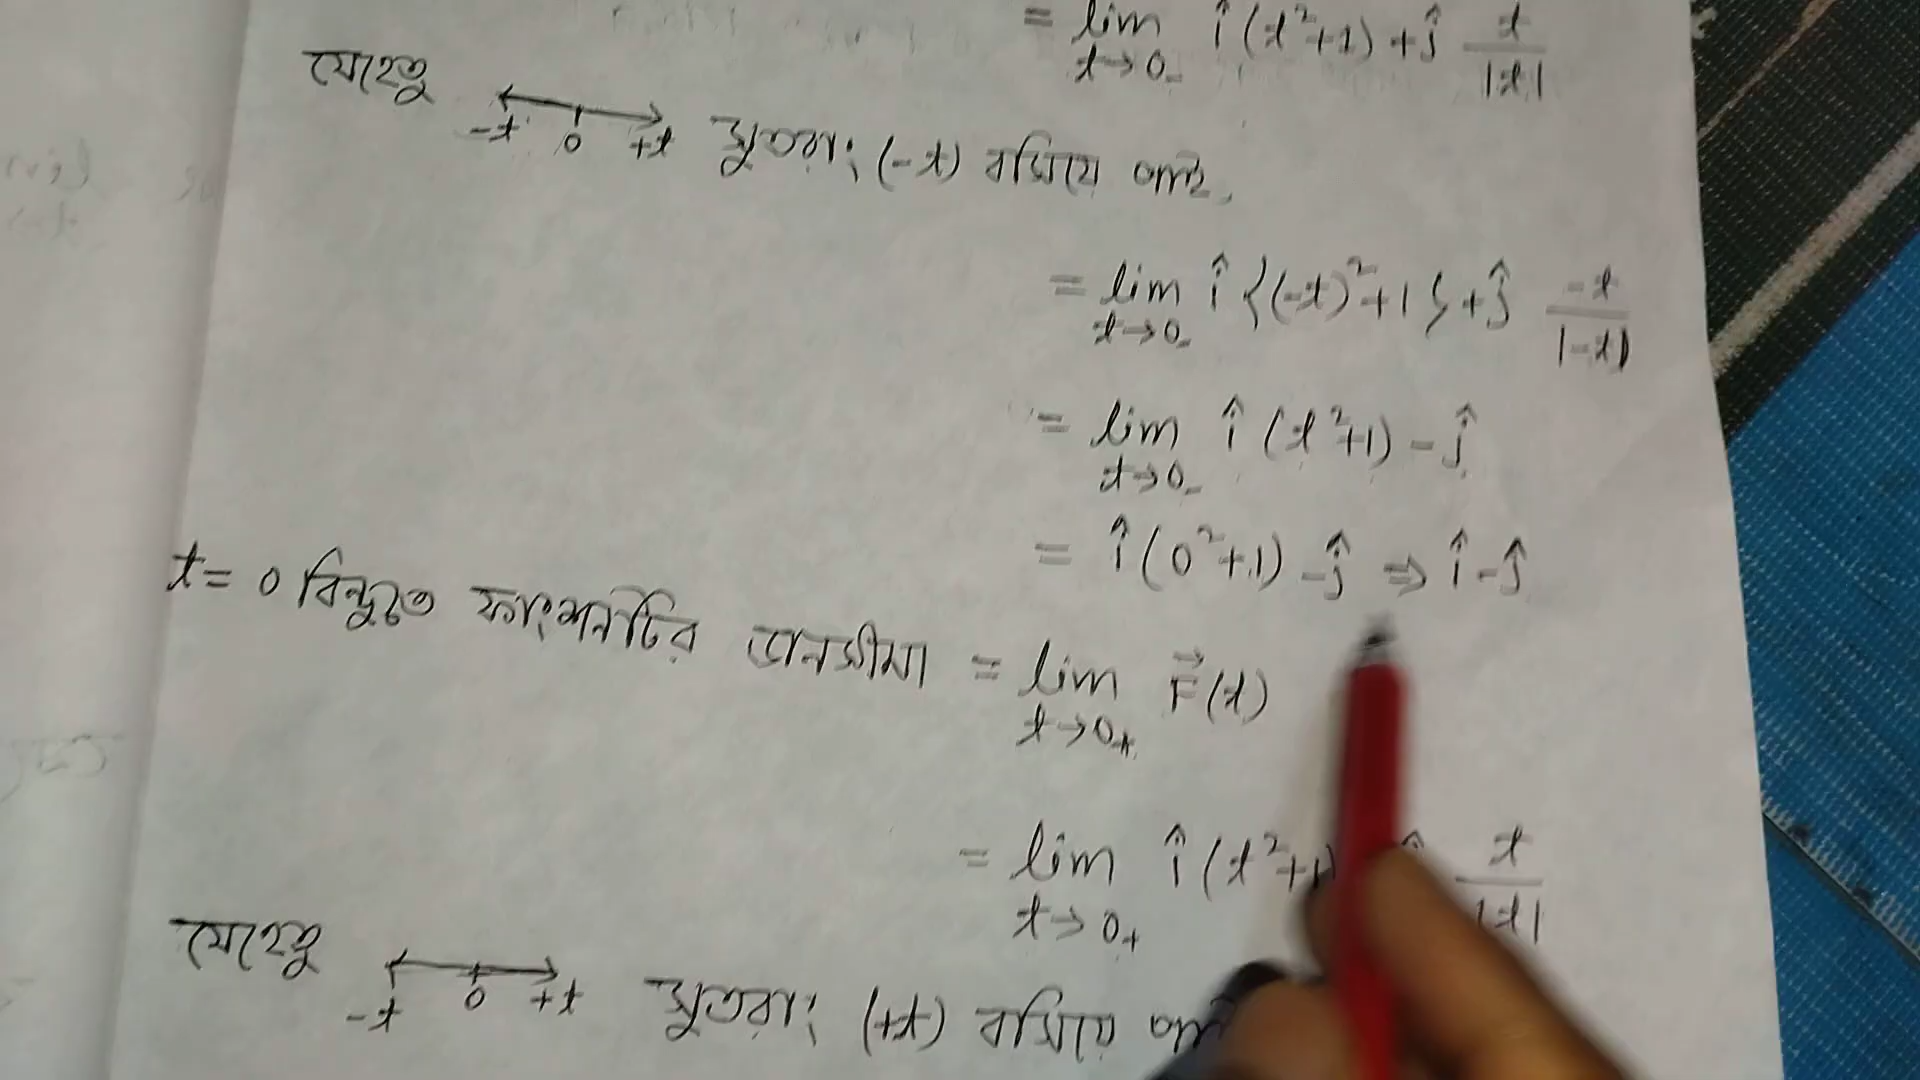 = lim t→0₋ î(t²+1)+ĵ t/|t|
যেহেতু -t 0 +t সুতরাং (-t) বসিয়ে পাই,
= lim t→0₋ î{(-t)²+1}+ĵ -t/|-t|
= lim t→0₋ î(t²+1)-ĵ
= î(0²+1)-ĵ ⇒ î-ĵ
t=0 বিন্দুতে ফাংশনটির ডানসীমা = lim t→0₊ F⃗(t)
= lim t→0₊ î(t²+1) t/|t|
যেহেতু -t 0 +t সুতরাং (+t) বসিয়ে